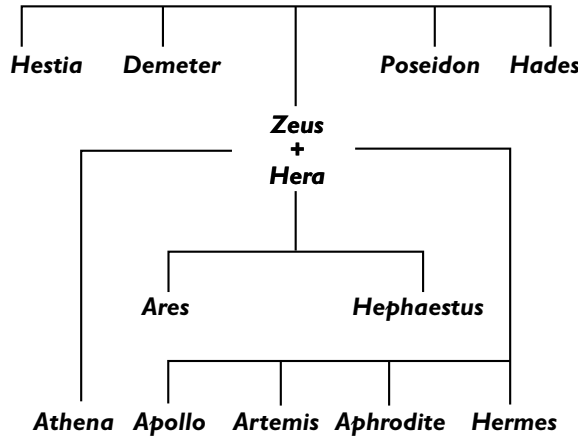 Hestia Demeter Poseidon Hades
Zeus
+
Hera
Ares Hephaestus
Athena Apollo Artemis Aphrodite Hermes